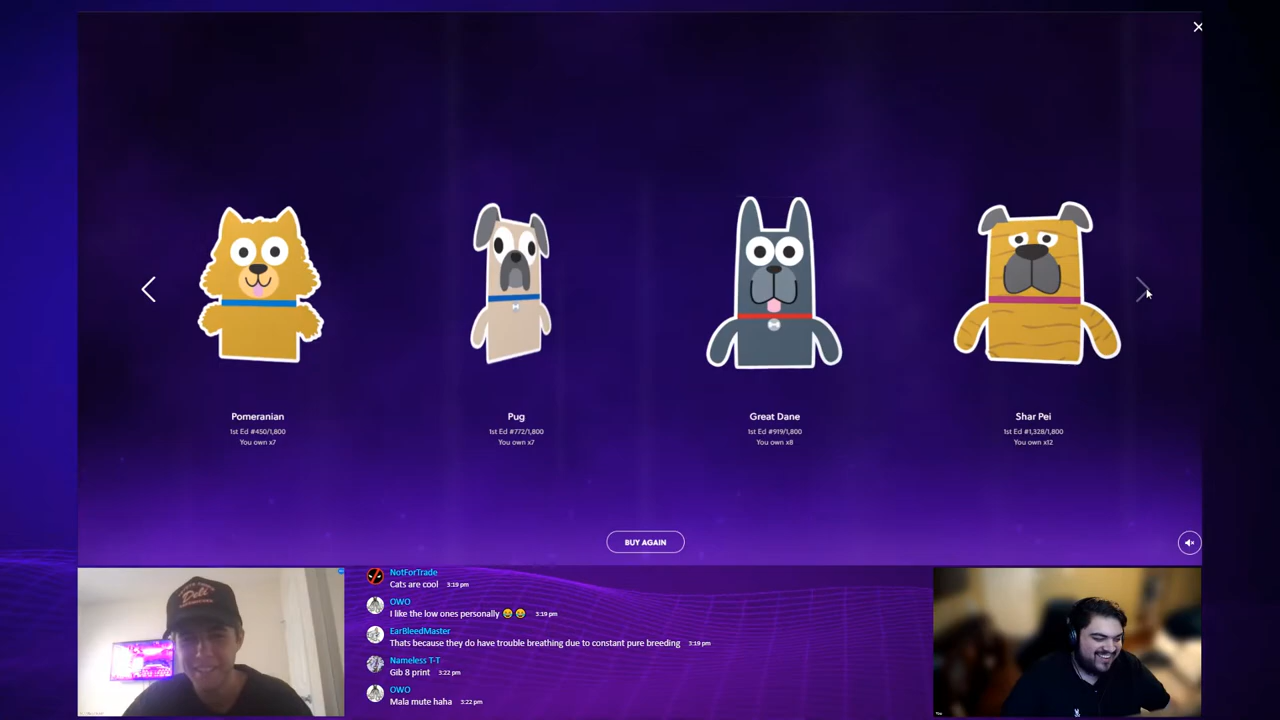 Pomeranian
1st Ed #450/1,800
You own x7
Pug
1st Ed #772/1,800
You own x7
Great Dane
1st Ed #919/1,800
You own x8
Shar Pei
1st Ed #1,328/1,800
You own x12
BUY AGAIN
NotForTrade
Cats are cool 3:19 pm
OWO
I like the low ones personally 😆 😆 3:19 pm
EarBleedMaster
Thats because they do have trouble breathing due to constant pure breeding 3:19 pm
Nameless T-T
Gib 8 print 3:22 pm
OWO
Mala mute haha 3:22 pm
Deli